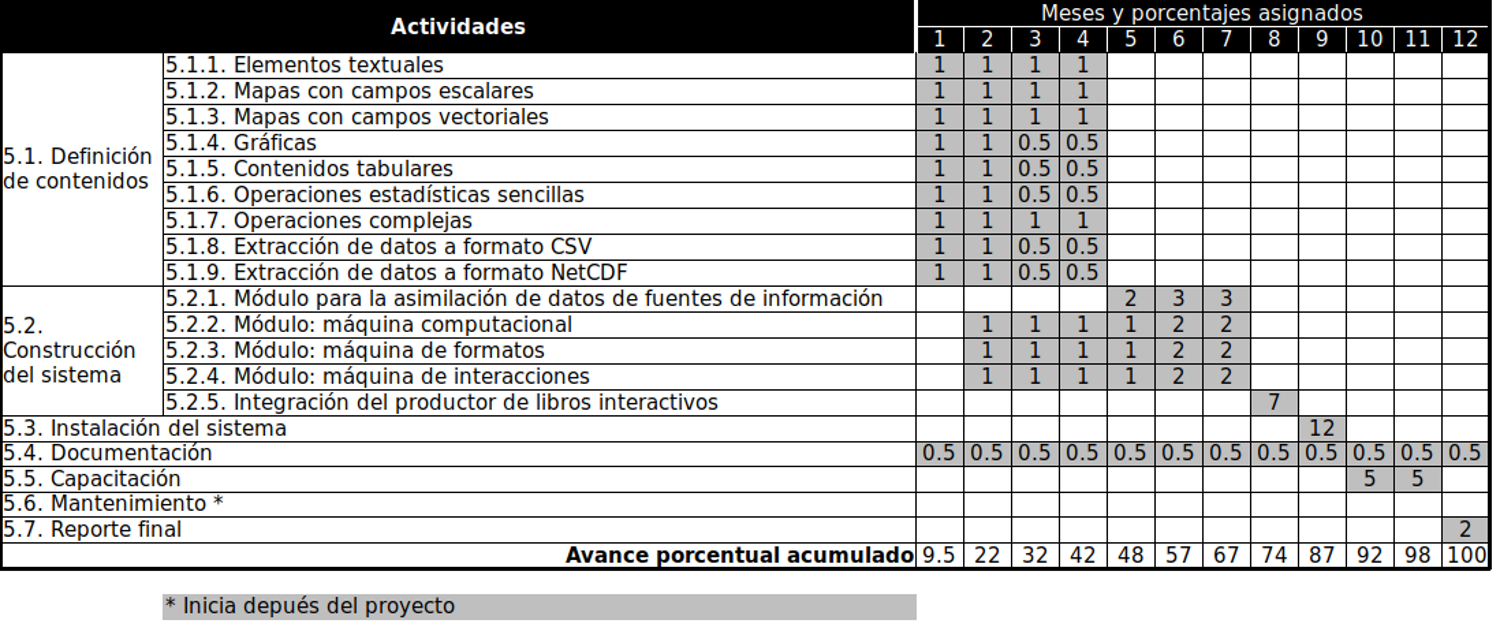 Actividades Meses y porcentajes asignados
1 2 3 4 5 6 7 8 9 10 11 12
5.1. Definición de contenidos
5.1.1. Elementos textuales 1 1 1 1
5.1.2. Mapas con campos escalares 1 1 1 1
5.1.3. Mapas con campos vectoriales 1 1 1 1
5.1.4. Gráficas 1 1 0.5 0.5
5.1.5. Contenidos tabulares 1 1 0.5 0.5
5.1.6. Operaciones estadísticas sencillas 1 1 0.5 0.5
5.1.7. Operaciones complejas 1 1 1 1
5.1.8. Extracción de datos a formato CSV 1 1 0.5 0.5
5.1.9. Extracción de datos a formato NetCDF 1 1 0.5 0.5
5.2. Construcción del sistema
5.2.1. Módulo para la asimilación de datos de fuentes de información 2 3 3
5.2.2. Módulo: máquina computacional 1 1 1 1 2 2
5.2.3. Módulo: máquina de formatos 1 1 1 1 2 2
5.2.4. Módulo: máquina de interacciones 1 1 1 1 2 2
5.2.5. Integración del productor de libros interactivos 7
5.3. Instalación del sistema 12
5.4. Documentación 0.5 0.5 0.5 0.5 0.5 0.5 0.5 0.5 0.5 0.5 0.5 0.5
5.5. Capacitación 5 5
5.6. Mantenimiento *
5.7. Reporte final 2
Avance porcentual acumulado 9.5 22 32 42 48 57 67 74 87 92 98 100
* Inicia depués del proyecto